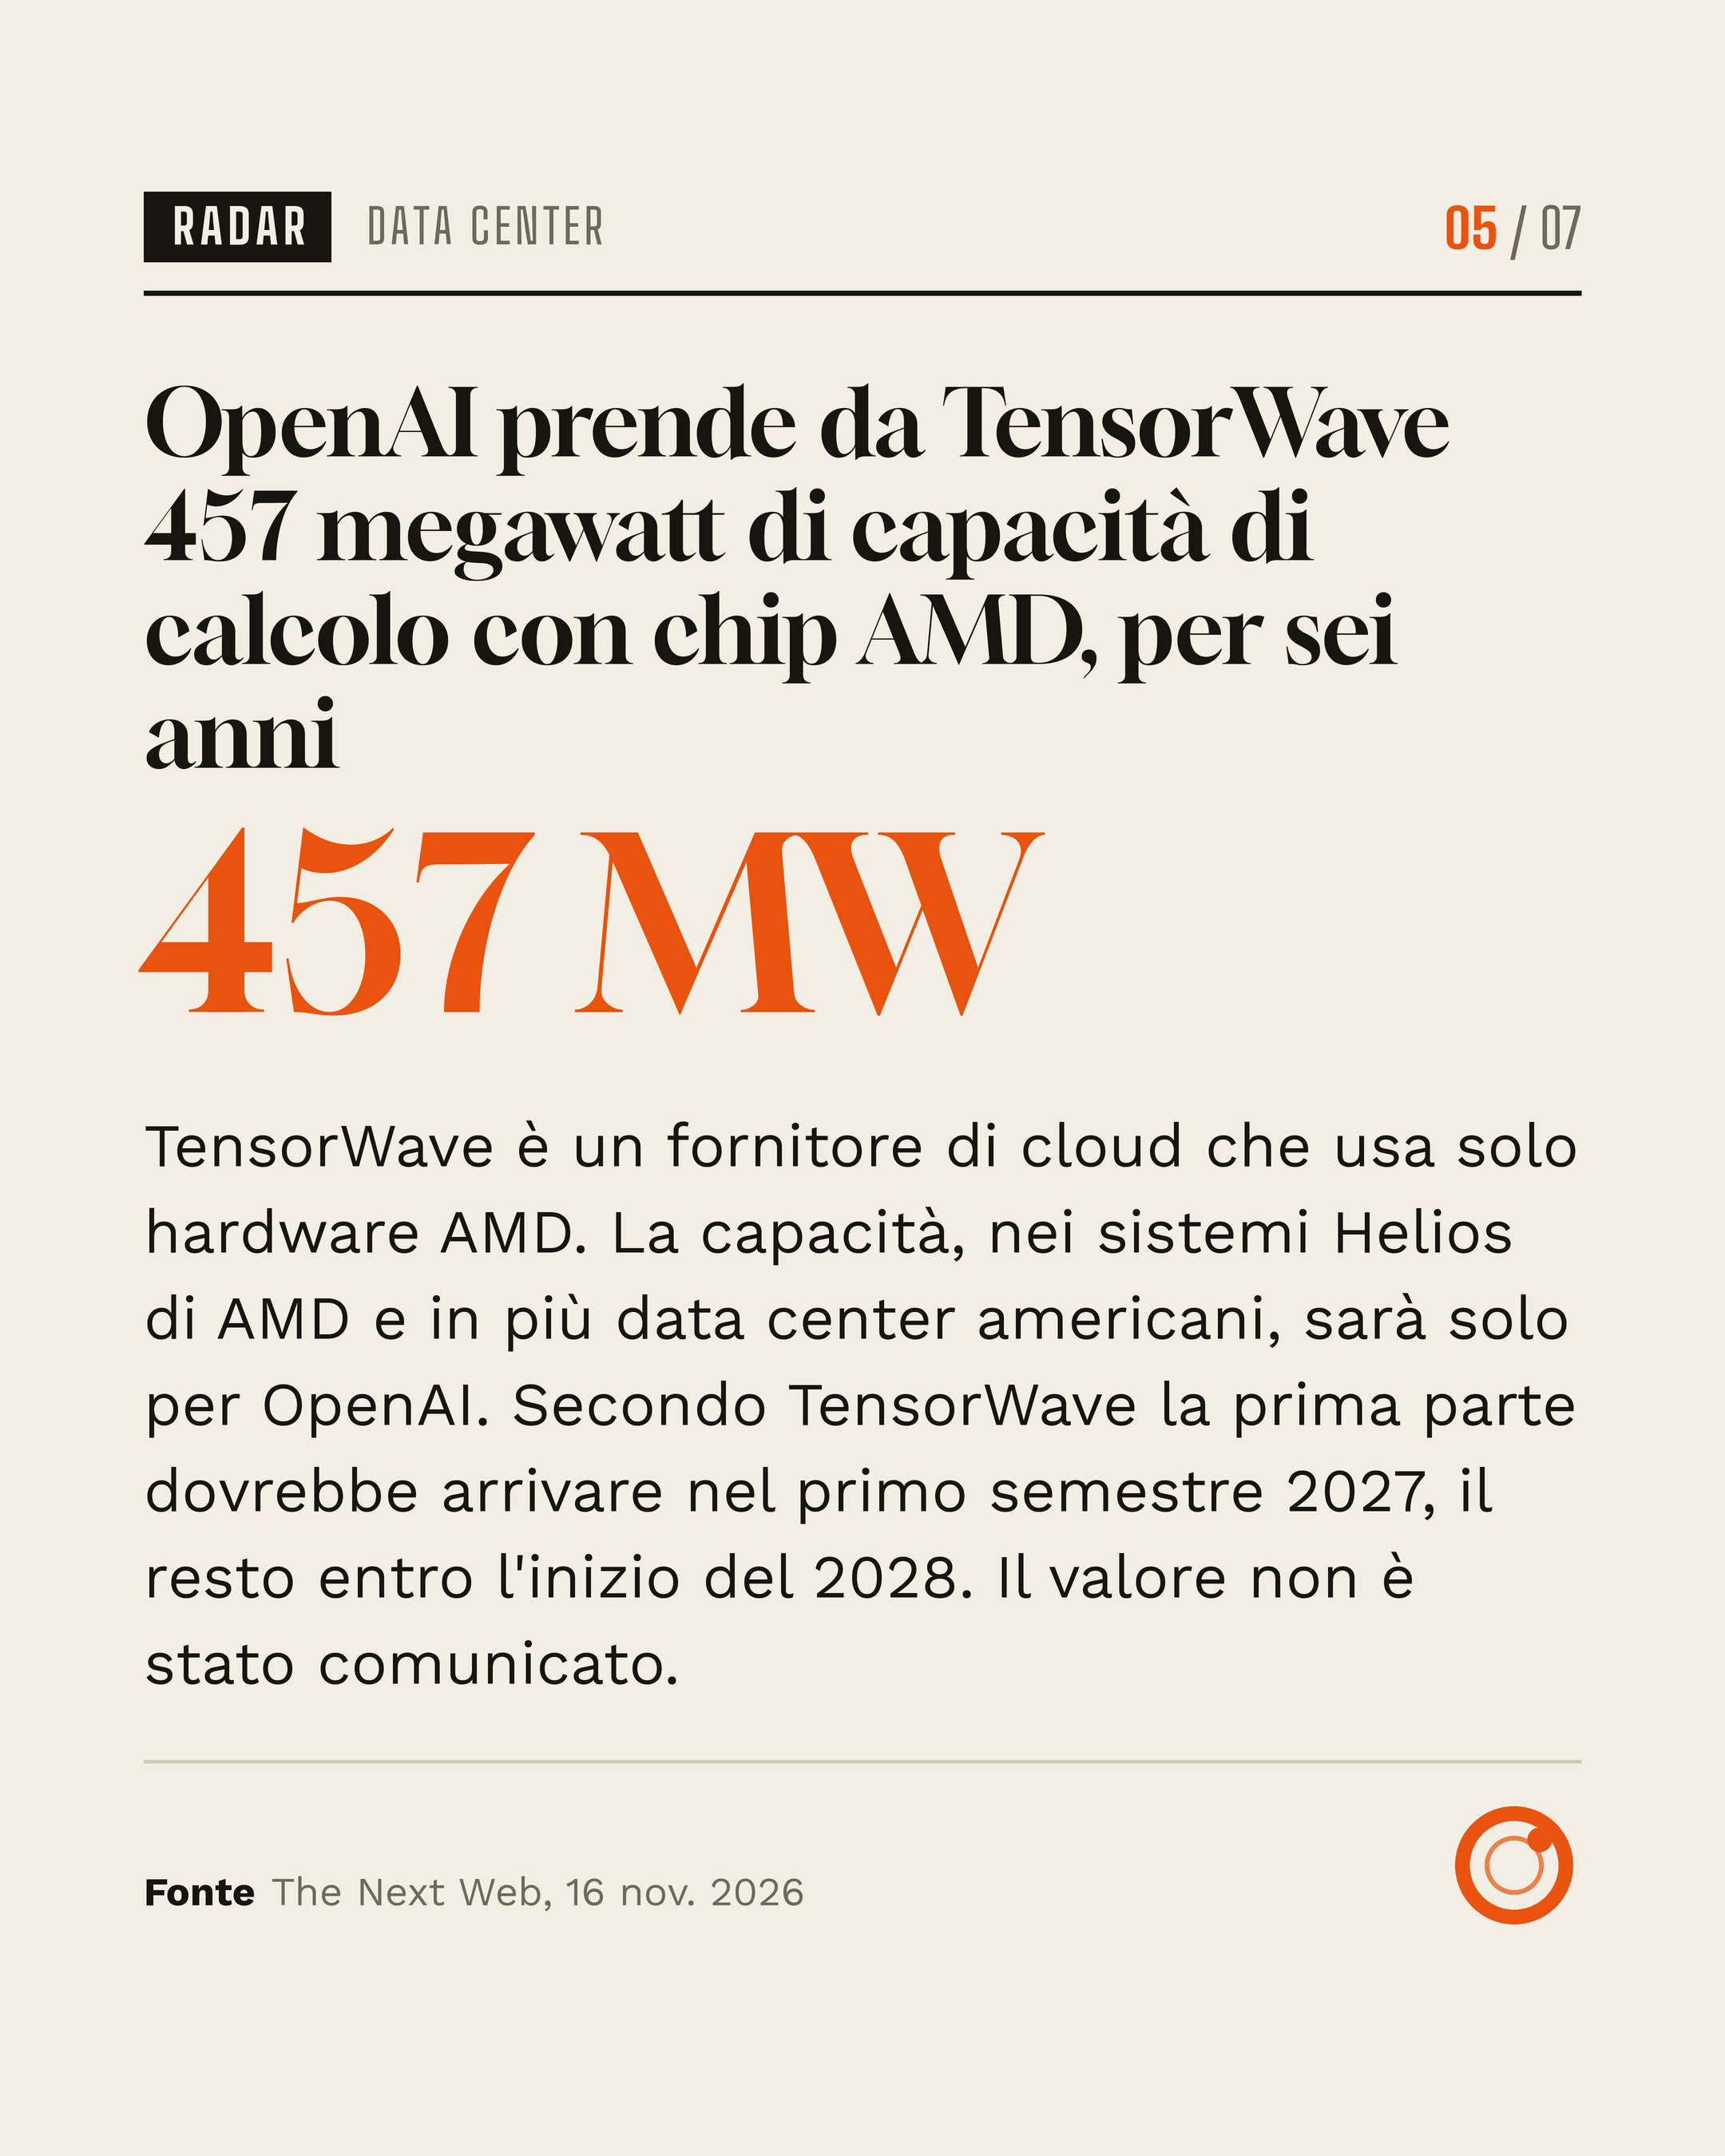 RADAR DATA CENTER 05 / 07
OpenAI prende da TensorWave
457 megawatt di capacità di
calcolo con chip AMD, per sei
anni
457 MW
TensorWave è un fornitore di cloud che usa solo
hardware AMD. La capacità, nei sistemi Helios
di AMD e in più data center americani, sarà solo
per OpenAI. Secondo TensorWave la prima parte
dovrebbe arrivare nel primo semestre 2027, il
resto entro l'inizio del 2028. Il valore non è
stato comunicato.
Fonte The Next Web, 16 nov. 2026